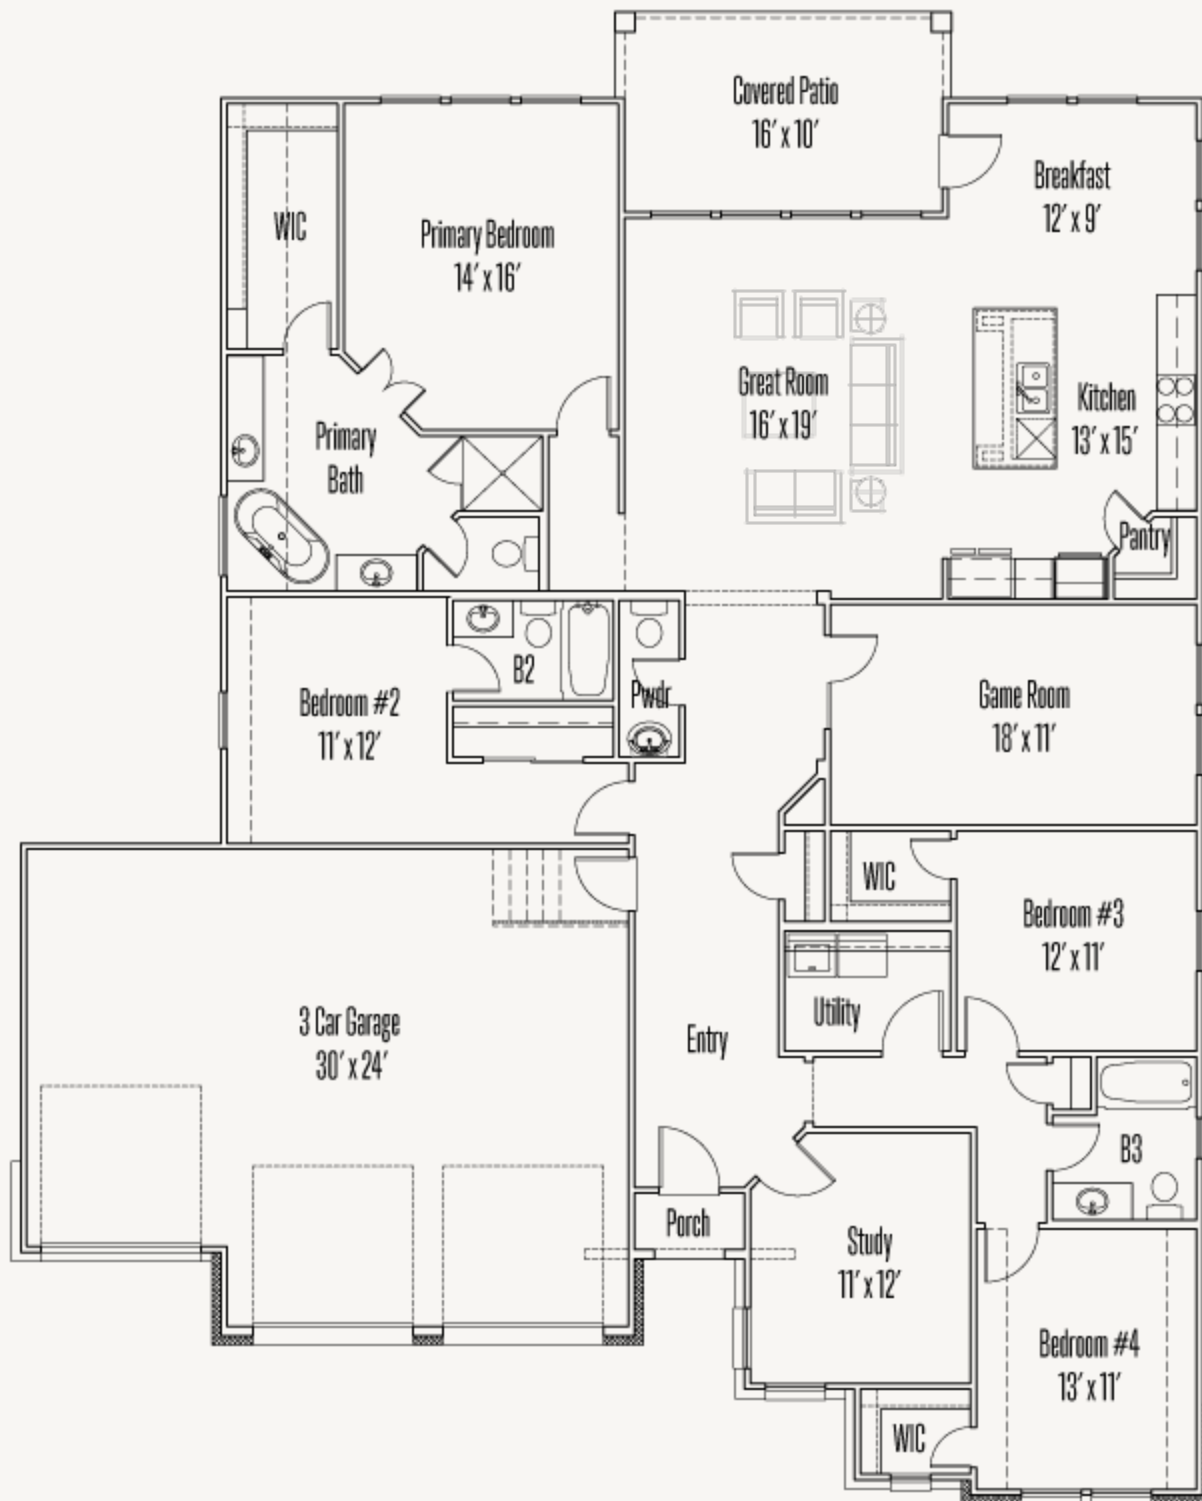 Covered Patio
16' x 10'
Breakfast
12' x 9'
WIC
Primary Bedroom
14' x 16'
Great Room
16' x 19'
Kitchen
13' x 15'
Primary
Bath
Pantry
B2
Pwdr
Bedroom #2
11' x 12'
Game Room
18' x 11'
WIC
Bedroom #3
12' x 11'
Utility
3 Car Garage
30' x 24'
Entry
B3
Porch
Study
11' x 12'
Bedroom #4
13' x 11'
WIC